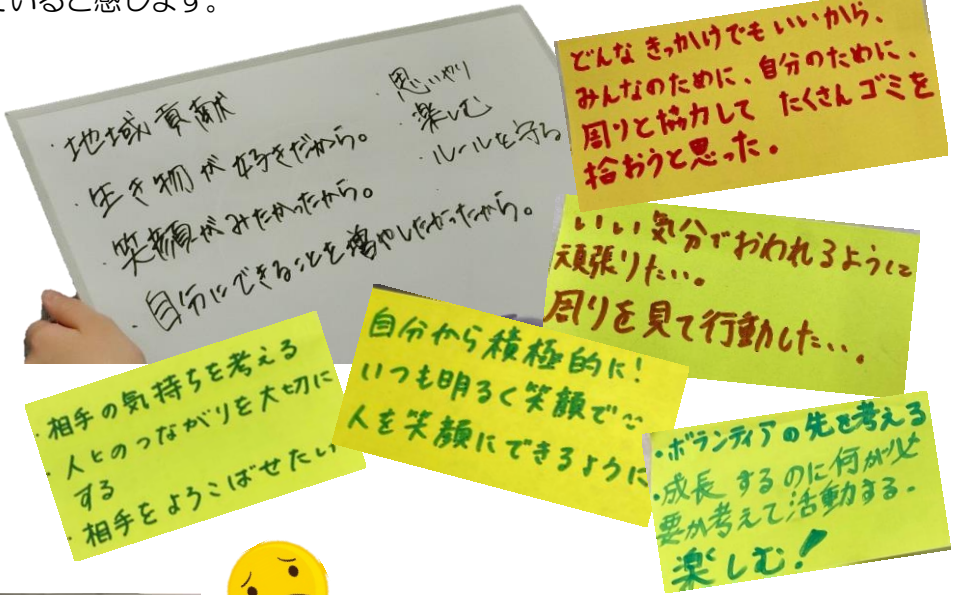 ていると感じます。
・地域貢献
・生き物が好きだから。
・笑顔がみたかったから。
・自分にできることを増やしたかったから。
・思いやり
・楽しむ
・ルールを守る
どんなきっかけでもいいから、
みんなのために、自分のために、
周りと協力して たくさんゴミを
拾おうと思った。
いい気分でおわれるように
頑張りたい。
周りを見て行動したい。
・相手の気持ちを考える
・人とのつながりを大切に
する
・相手をよろこばせたい
自分から積極的に!
いつも明るく笑顔で
人を笑顔にできるように
・ボランティアの先を考える
・成長するのに何が必
要か考えて活動する。
楽しむ!